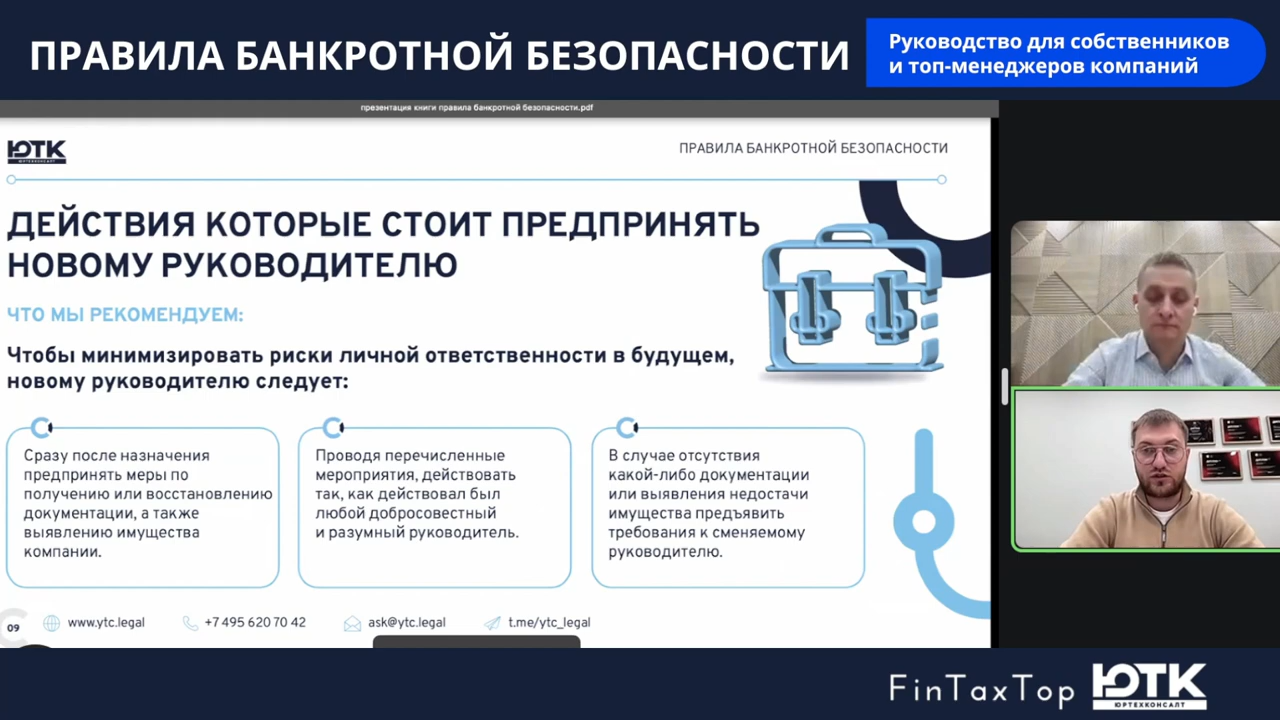 ПРАВИЛА БАНКРОТНОЙ БЕЗОПАСНОСТИ
Руководство для собственников
и топ-менеджеров компаний
презентация книги правила банкротной безопасности.pdf
ЮТК
ЮРТЕХКОНСАЛТ
ПРАВИЛА БАНКРОТНОЙ БЕЗОПАСНОСТИ
ДЕЙСТВИЯ КОТОРЫЕ СТОИТ ПРЕДПРИНЯТЬ
НОВОМУ РУКОВОДИТЕЛЮ
ЧТО МЫ РЕКОМЕНДУЕМ:
Чтобы минимизировать риски личной ответственности в будущем,
новому руководителю следует:
Сразу после назначения
предпринять меры по
получению или восстановлению
документации, а также
выявлению имущества
компании.
Проводя перечисленные
мероприятия, действовать
так, как действовал был
любой добросовестный
и разумный руководитель.
В случае отсутствия
какой-либо документации
или выявления недостачи
имущества предъявить
требования к сменяемому
руководителю.
09
www.ytc.legal
+7 495 620 70 42
ask@ytc.legal
t.me/ytc_legal
FinTaxTop
ЮТК
ЮРТЕХКОНСАЛТ